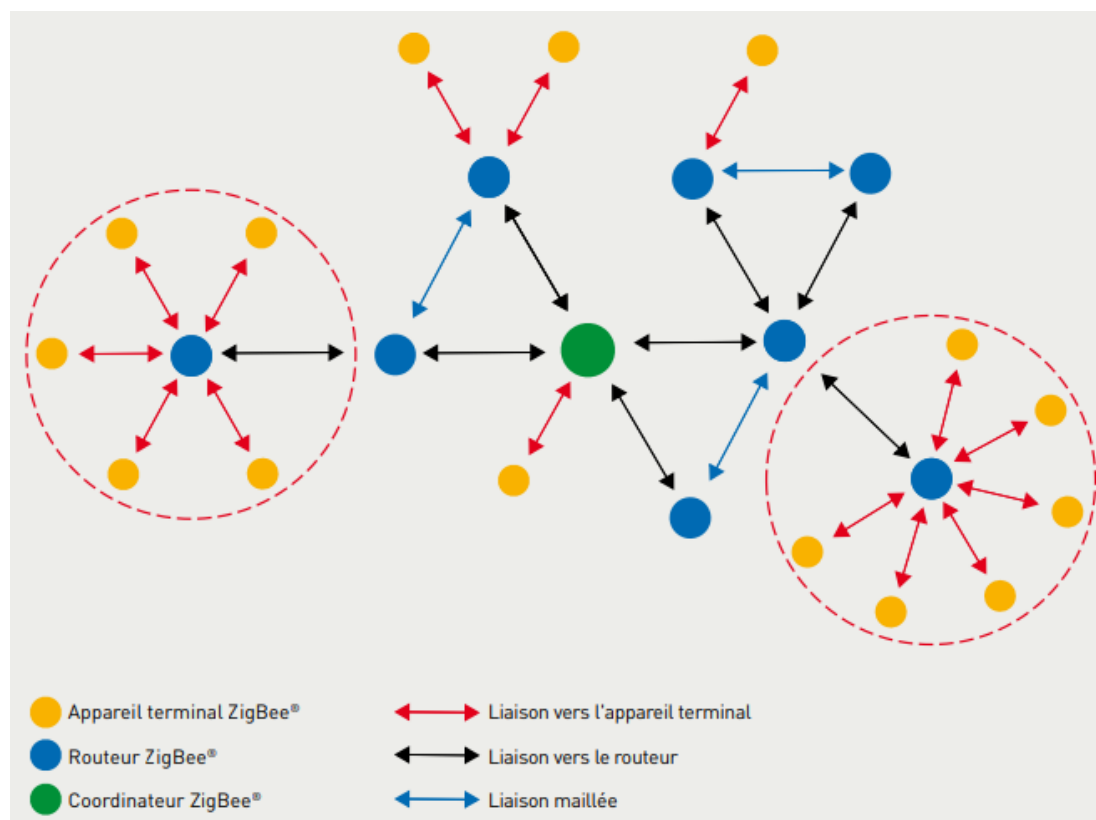 Appareil terminal ZigBee®
Liaison vers l'appareil terminal
Routeur ZigBee®
Liaison vers le routeur
Coordinateur ZigBee®
Liaison maillée